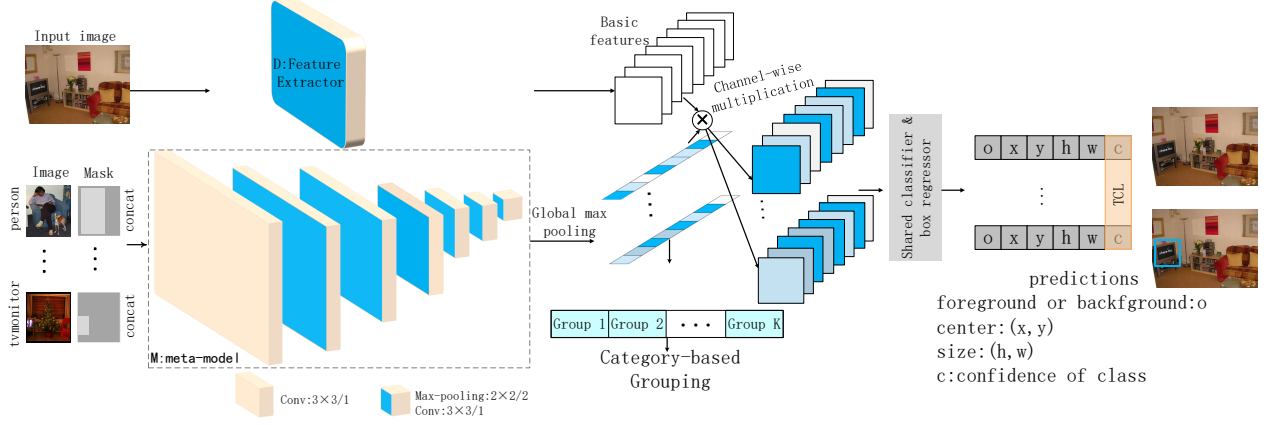 Input image
D:Feature
Extractor
Basic
features
Channel-wise
multiplication
Image
Mask
person
concat
tvmonitor
concat
M:meta-model
Conv:3×3/1
Max-pooling:2×2/2
Conv:3×3/1
Global max
pooling
Group 1
Group 2
Group K
Category-based
Grouping
Shared classifier &
box regressor
o x y h w c
TCL
o x y h w c
predictions
foreground or backfground:o
center:(x,y)
size:(h,w)
c:confidence of class